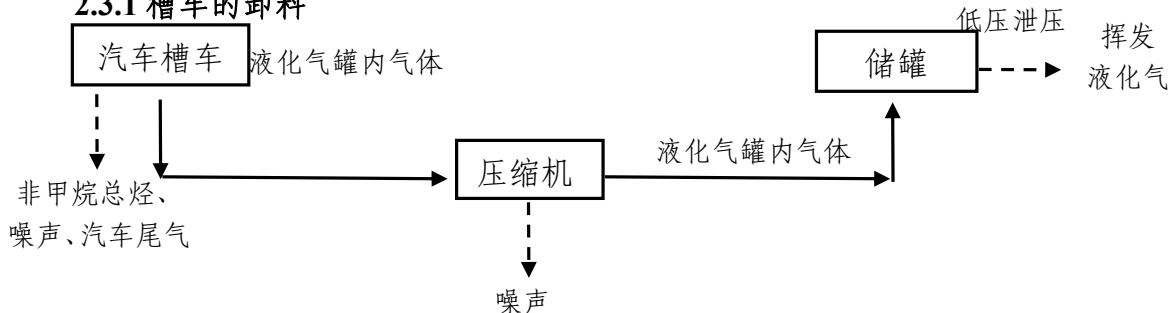 2.3.1 槽车的卸料
汽车槽车
液化气罐内气体
低压泄压
储罐
挥发
液化气
非甲烷总烃、
噪声、汽车尾气
压缩机
液化气罐内气体
噪声